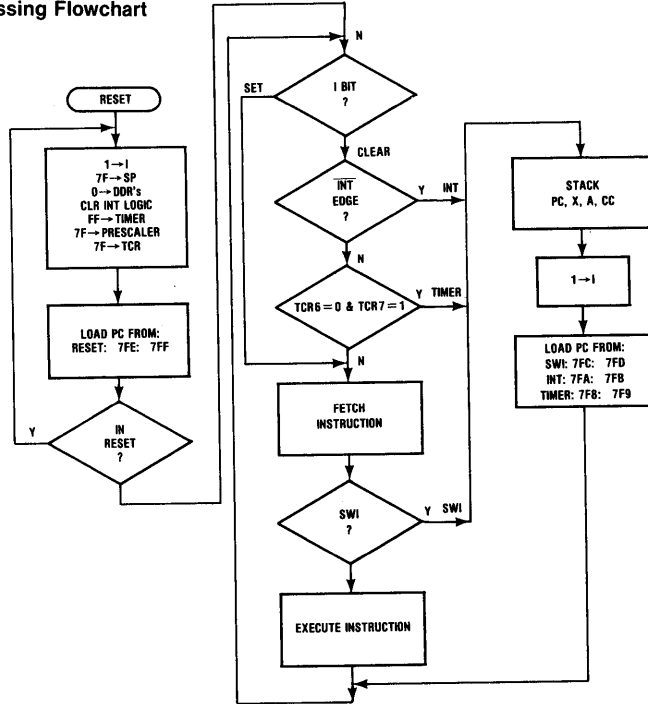 ssing Flowchart
RESET
1→I
7F→SP
0→DDR's
CLR INT LOGIC
FF→TIMER
7F→PRESCALER
7F→TCR
LOAD PC FROM:
RESET: 7FE: 7FF
Y
IN
RESET
?
N
I BIT
?
SET
CLEAR
INT
EDGE
?
Y INT
N
TCR6=0 & TCR7=1
Y TIMER
N
FETCH
INSTRUCTION
SWI
?
Y SWI
EXECUTE INSTRUCTION
STACK
PC, X, A, CC
1→I
LOAD PC FROM:
SWI: 7FC: 7FD
INT: 7FA: 7FB
TIMER: 7F8: 7F9